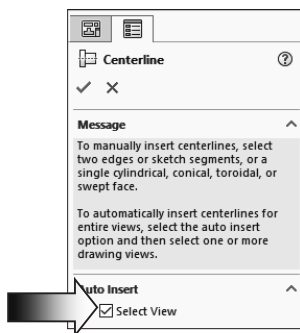 Centerline
Message
To manually insert centerlines, select
two edges or sketch segments, or a
single cylindrical, conical, toroidal, or
swept face.
To automatically insert centerlines for
entire views, select the auto insert
option and then select one or more
drawing views.
Auto Insert
Select View